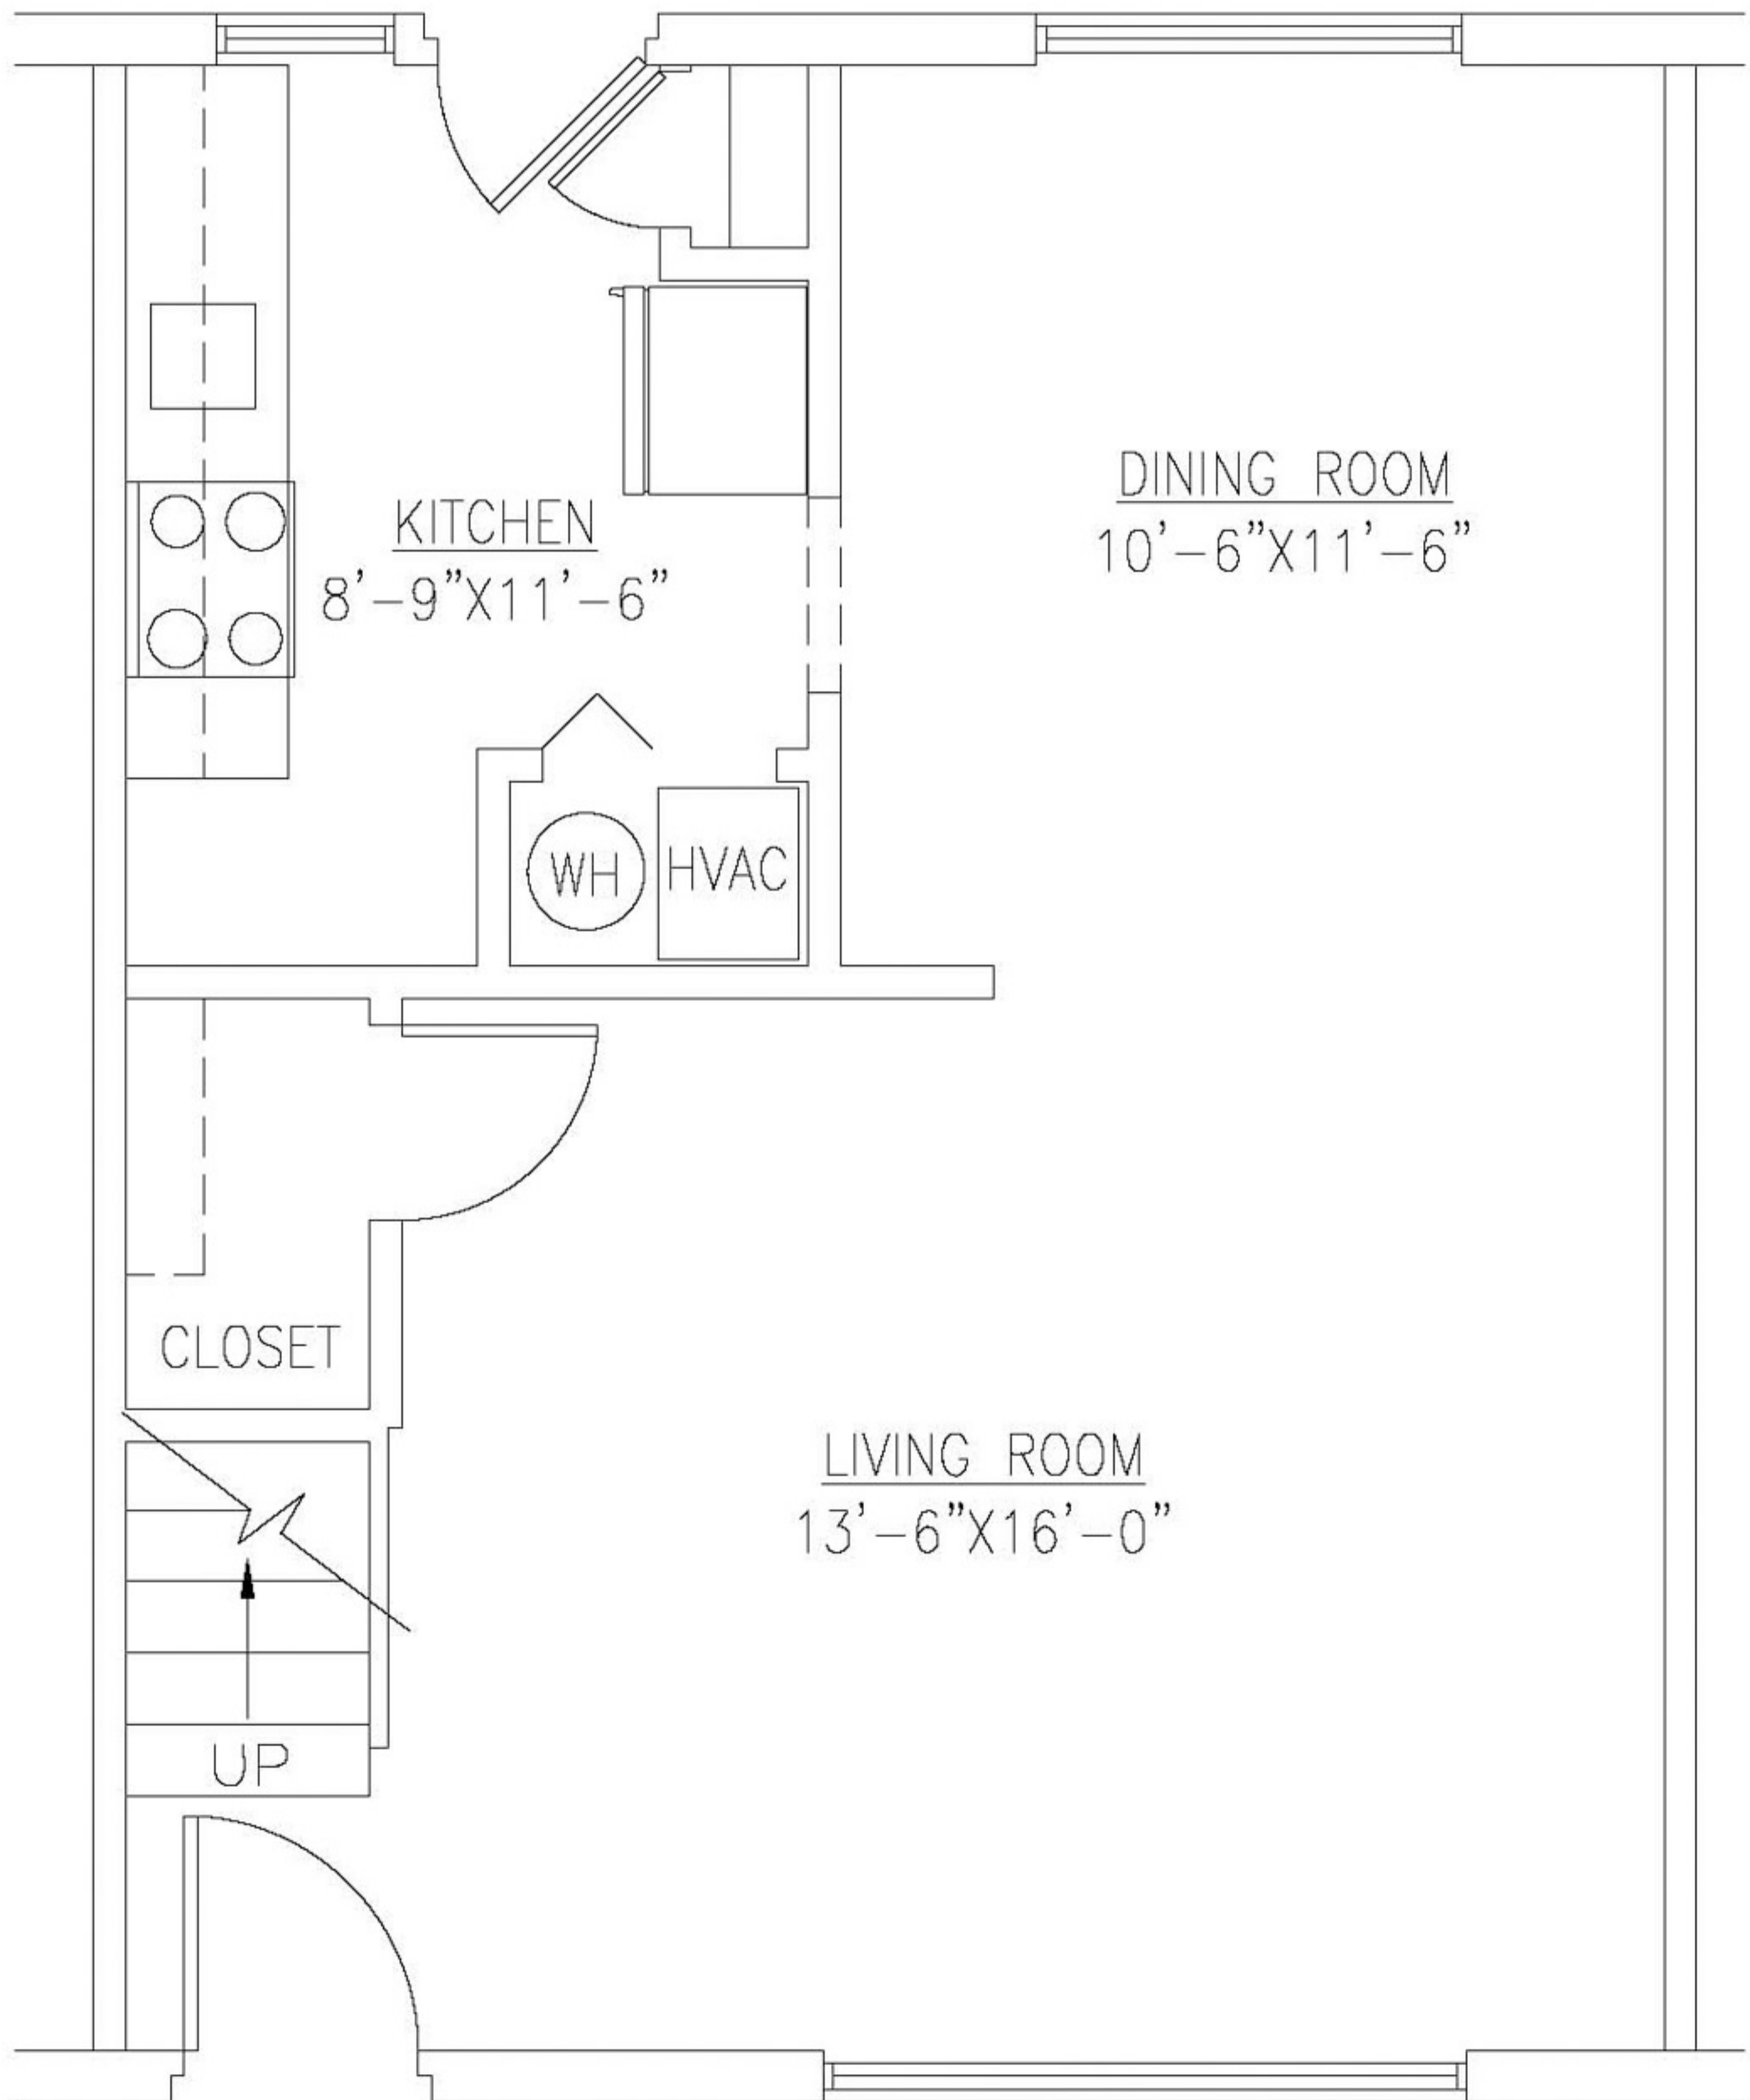 DINING ROOM
10'-6"X11'-6"
KITCHEN
8'-9"X11'-6"
WH
HVAC
CLOSET
LIVING ROOM
13'-6"X16'-0"
UP